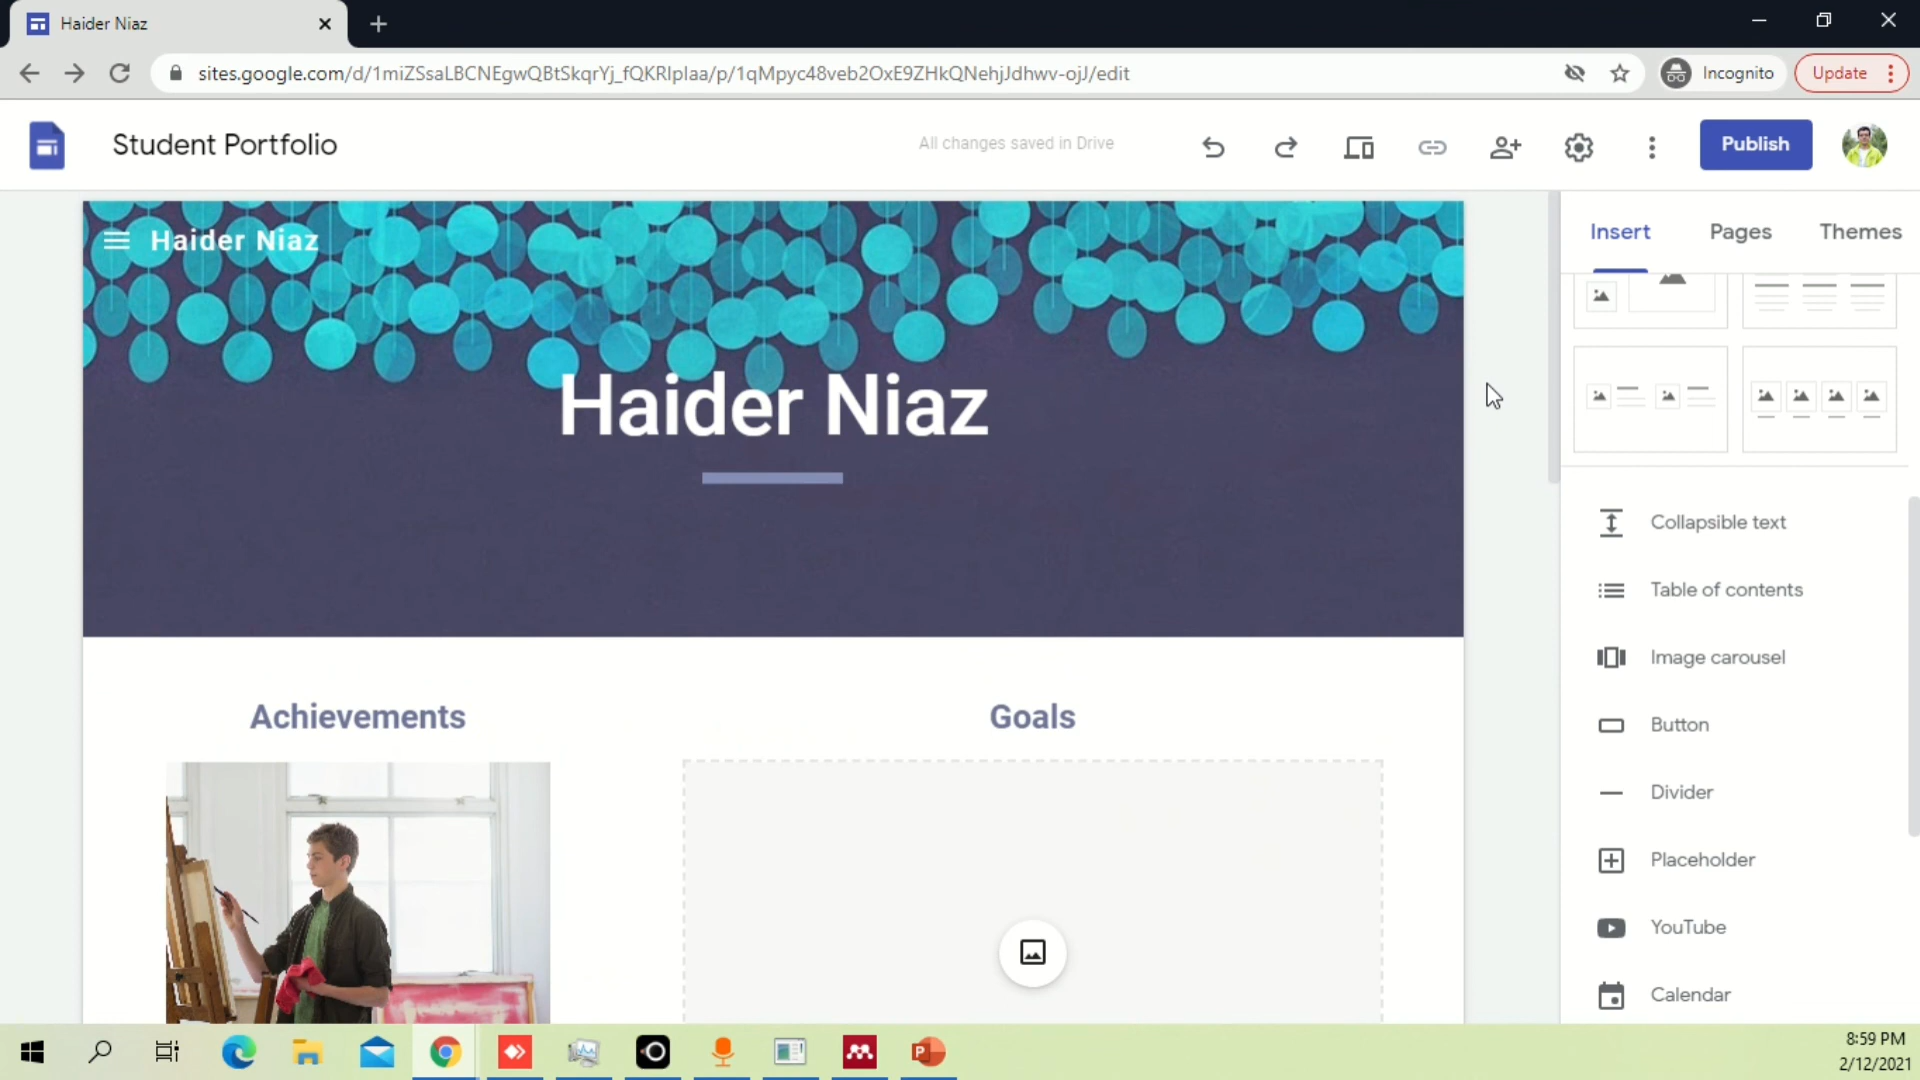 Haider Niaz
sites.google.com/d/1miZSsaLBCNEgwQBtSkqrYj_fQKRIplaa/p/1qMpyc48veb2OxE9ZHkQNehjJdhwv-ojJ/edit
Incognito
Update
Student Portfolio
All changes saved in Drive
Publish
Insert
Pages
Themes
Haider Niaz
Haider Niaz
Achievements
Goals
Collapsible text
Table of contents
Image carousel
Button
Divider
Placeholder
YouTube
Calendar
8:59 PM
2/12/2021